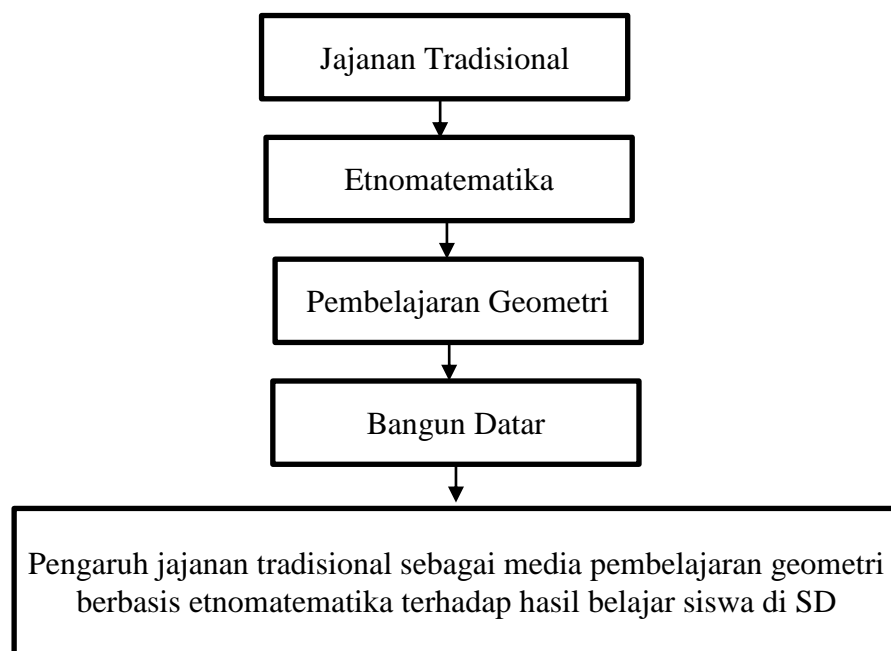 Jajanan Tradisional
Etnomatematika
Pembelajaran Geometri
Bangun Datar
Pengaruh jajanan tradisional sebagai media pembelajaran geometri
berbasis etnomatematika terhadap hasil belajar siswa di SD